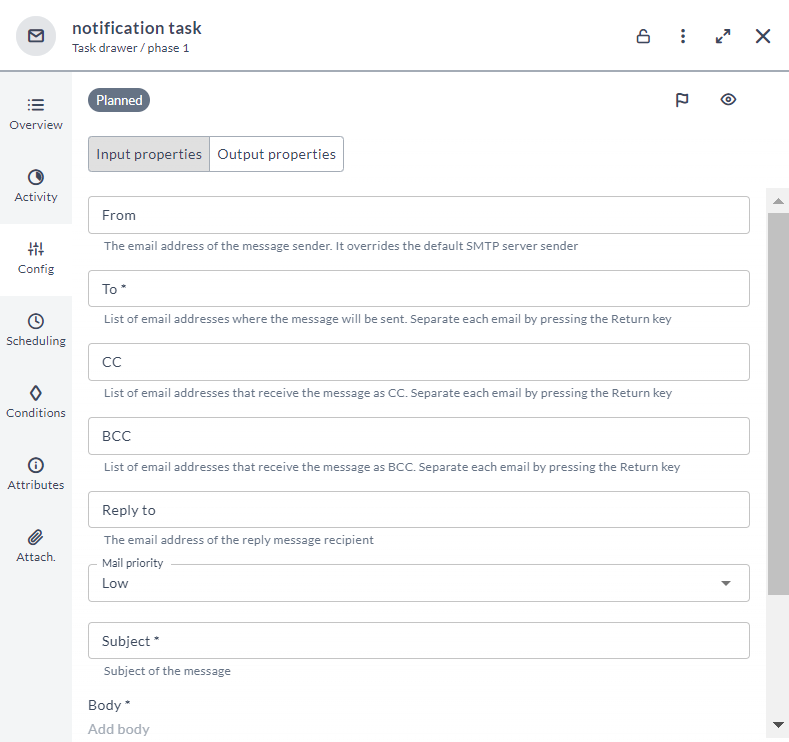 notification task
Task drawer / phase 1
Overview
Activity
Config
Scheduling
Conditions
Attributes
Attach.
Planned
Input properties
Output properties
From
The email address of the message sender. It overrides the default SMTP server sender
To *
List of email addresses where the message will be sent. Separate each email by pressing the Return key
CC
List of email addresses that receive the message as CC. Separate each email by pressing the Return key
BCC
List of email addresses that receive the message as BCC. Separate each email by pressing the Return key
Reply to
The email address of the reply message recipient
Mail priority
Low
Subject *
Subject of the message
Body *
Add body